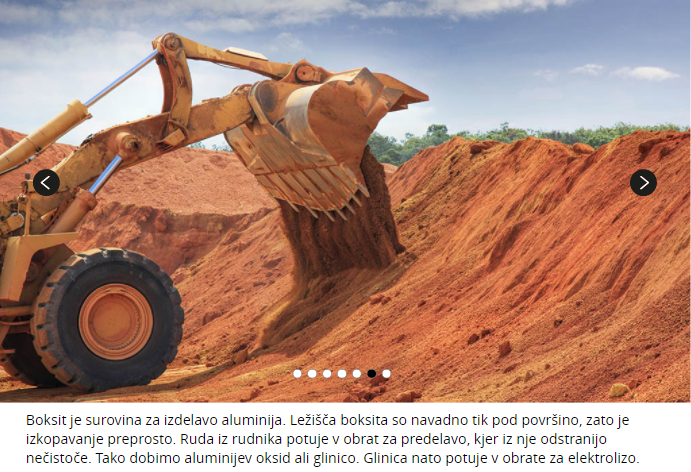 Boksit je surovina za izdelavo aluminija. Ležišča boksita so navadno tik pod površino, zato je
izkopavanje preprosto. Ruda iz rudnika potuje v obrat za predelavo, kjer iz nje odstranijo
nečistoče. Tako dobimo aluminijev oksid ali glinico. Glinica nato potuje v obrate za elektrolizo.